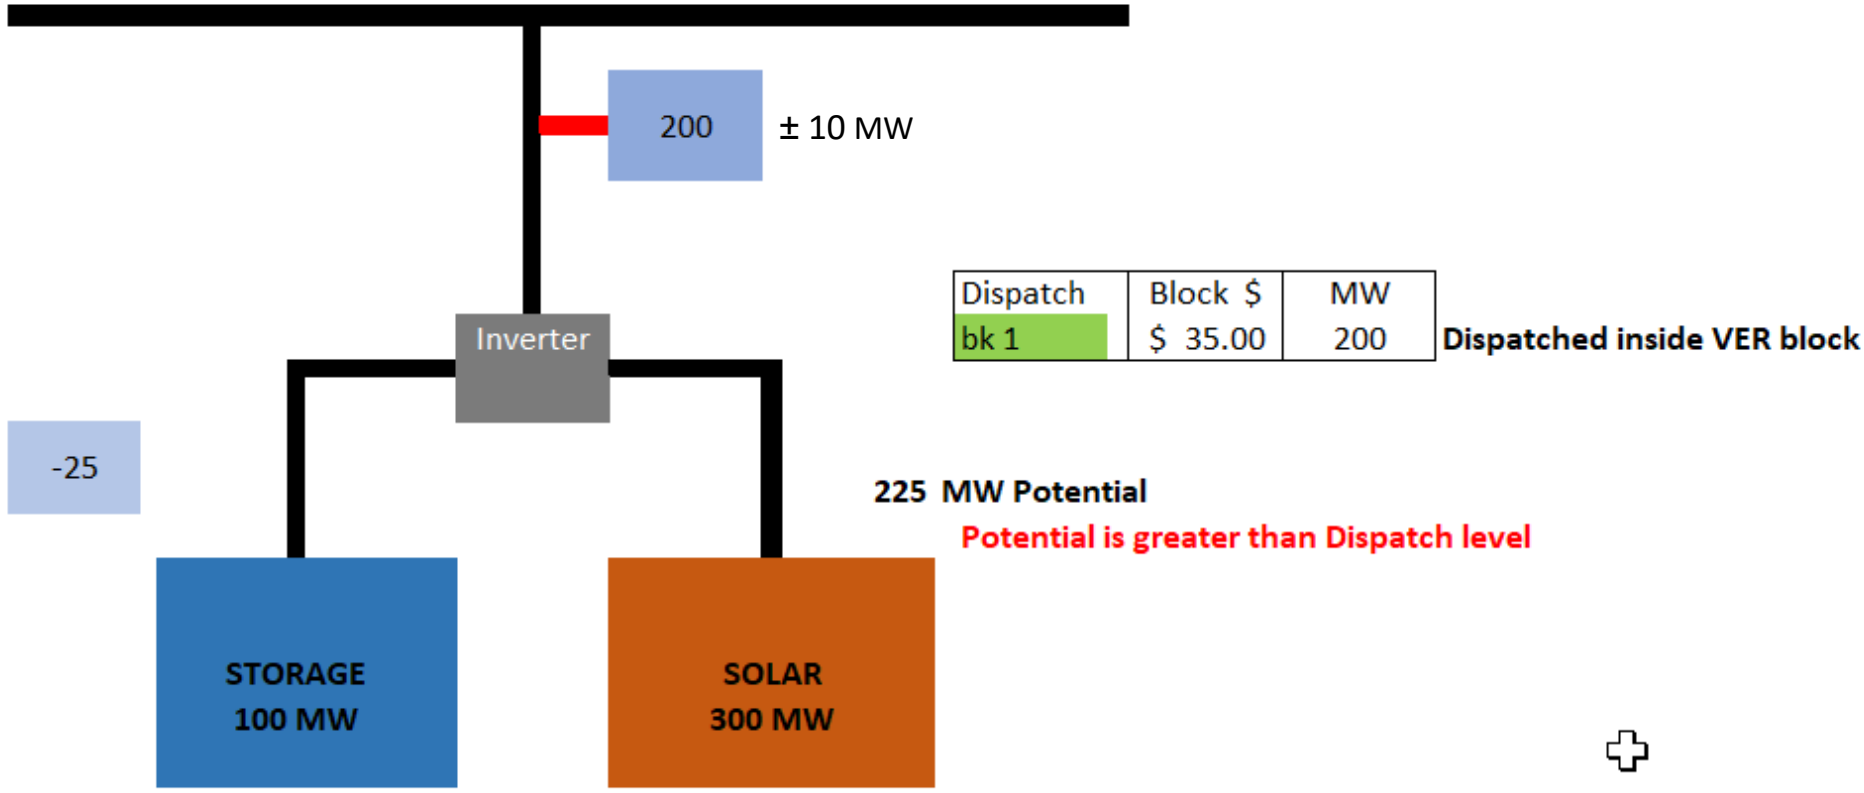 200
± 10 MW
Dispatch Block $ MW
bk 1 $ 35.00 200 Dispatched inside VER block
Inverter
-25
225 MW Potential
Potential is greater than Dispatch level
STORAGE
100 MW
SOLAR
300 MW